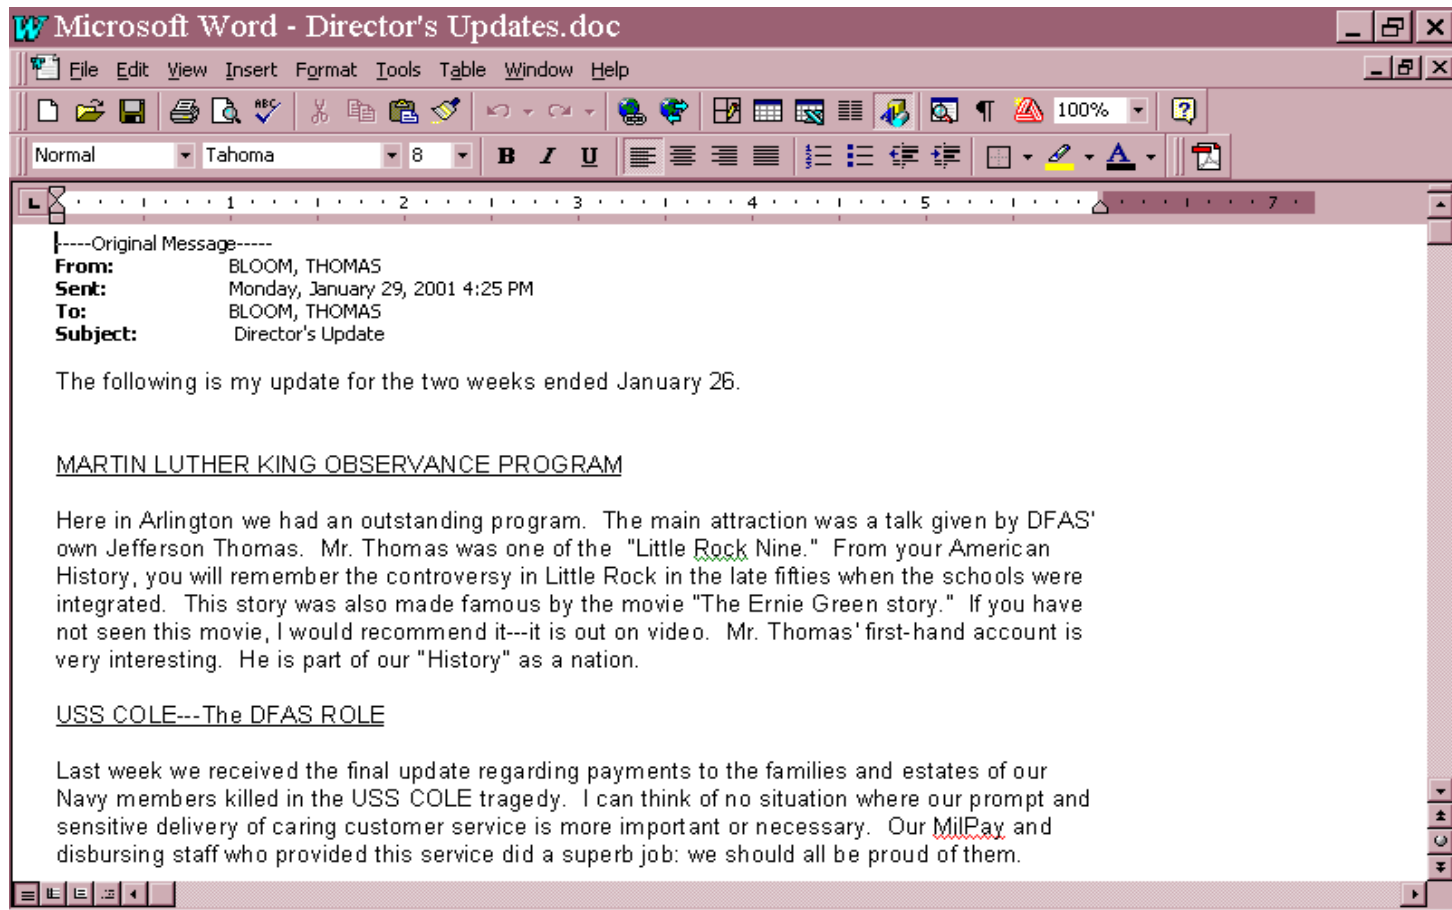 Microsoft Word - Director's Updates.doc
File Edit View Insert Format Tools Table Window Help
ABC 100%
Normal Tahoma 8 B I U A
1 2 3 4 5 7
-----Original Message-----
From: BLOOM, THOMAS
Sent: Monday, January 29, 2001 4:25 PM
To: BLOOM, THOMAS
Subject: Director's Update
The following is my update for the two weeks ended January 26.
MARTIN LUTHER KING OBSERVANCE PROGRAM
Here in Arlington we had an outstanding program. The main attraction was a talk given by DFAS'
own Jefferson Thomas. Mr. Thomas was one of the "Little Rock Nine." From your American
History, you will remember the controversy in Little Rock in the late fifties when the schools were
integrated. This story was also made famous by the movie "The Ernie Green story." If you have
not seen this movie, I would recommend it---it is out on video. Mr. Thomas' first-hand account is
very interesting. He is part of our "History" as a nation.
USS COLE---The DFAS ROLE
Last week we received the final update regarding payments to the families and estates of our
Navy members killed in the USS COLE tragedy. I can think of no situation where our prompt and
sensitive delivery of caring customer service is more important or necessary. Our MilPay and
disbursing staff who provided this service did a superb job: we should all be proud of them.